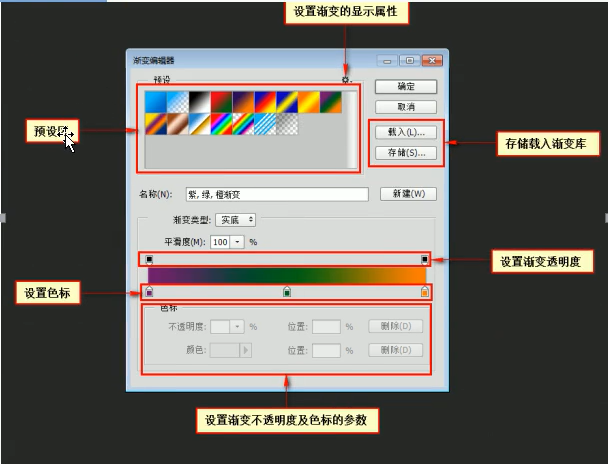 设置渐变的显示属性
渐变编辑器
预设
确定
取消
预设
载入(L)...
存储(S)...
存储载入渐变库
名称(N): 紫,绿,橙渐变 新建(W)
渐变类型: 实底
平滑度(M): 100 %
设置渐变透明度
设置色标
色标
不透明度: % 位置: % 删除(D)
颜色: 位置: % 删除(D)
设置渐变不透明度及色标的参数